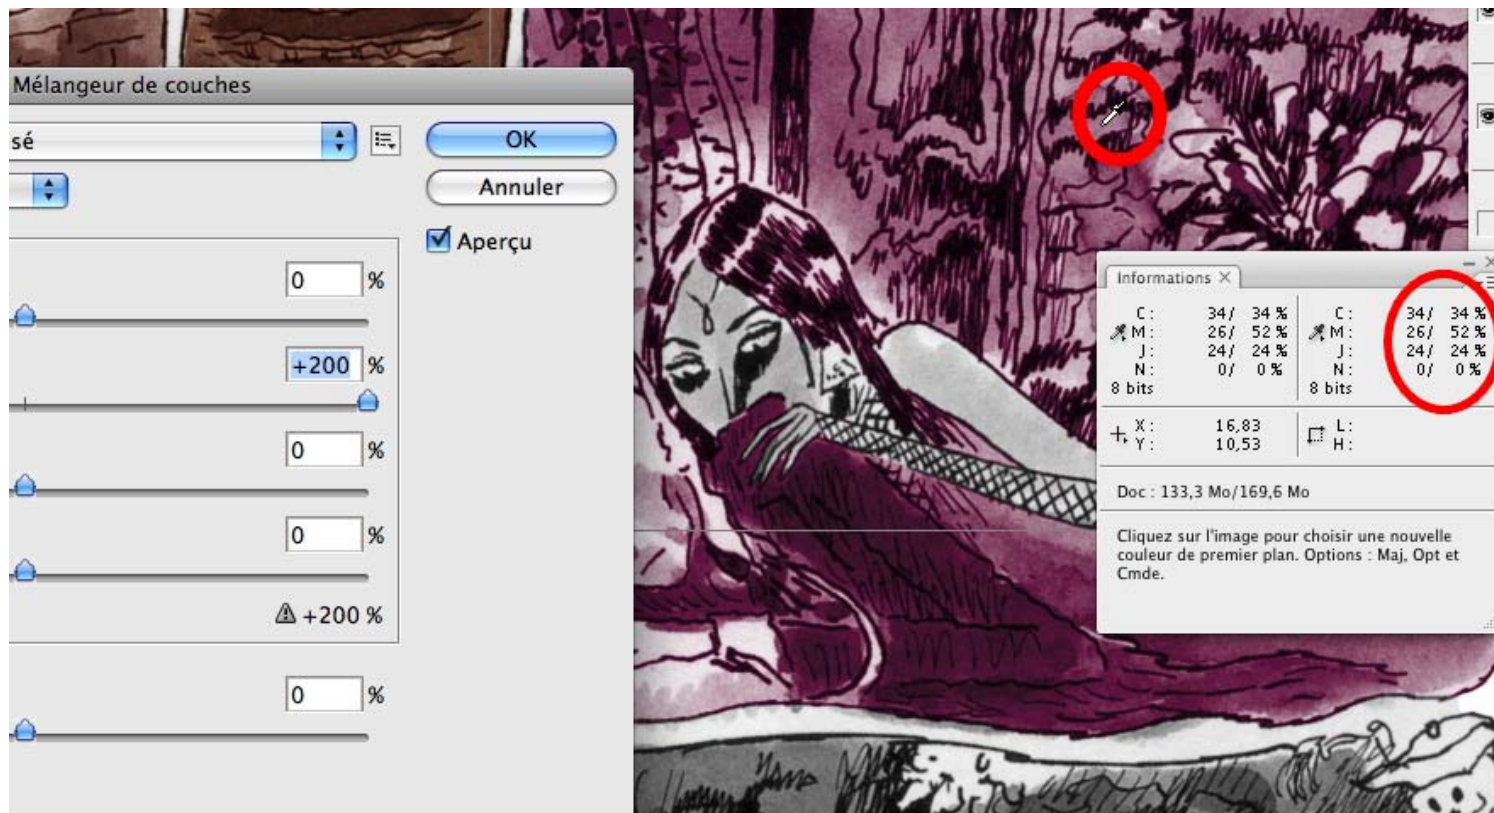 Mélangeur de couches
sé
OK
Annuler
Aperçu
0 %
+200 %
0 %
0 %
+200 %
0 %
Informations
C : 34/ 34 % C : 34/ 34 %
M : 26/ 52 % M : 26/ 52 %
J : 24/ 24 % J : 24/ 24 %
N : 0/ 0 % N : 0/ 0 %
8 bits 8 bits
X : 16,83 L :
Y : 10,53 H :
Doc : 133,3 Mo/169,6 Mo
Cliquez sur l'image pour choisir une nouvelle
couleur de premier plan. Options : Maj, Opt et
Cmde.